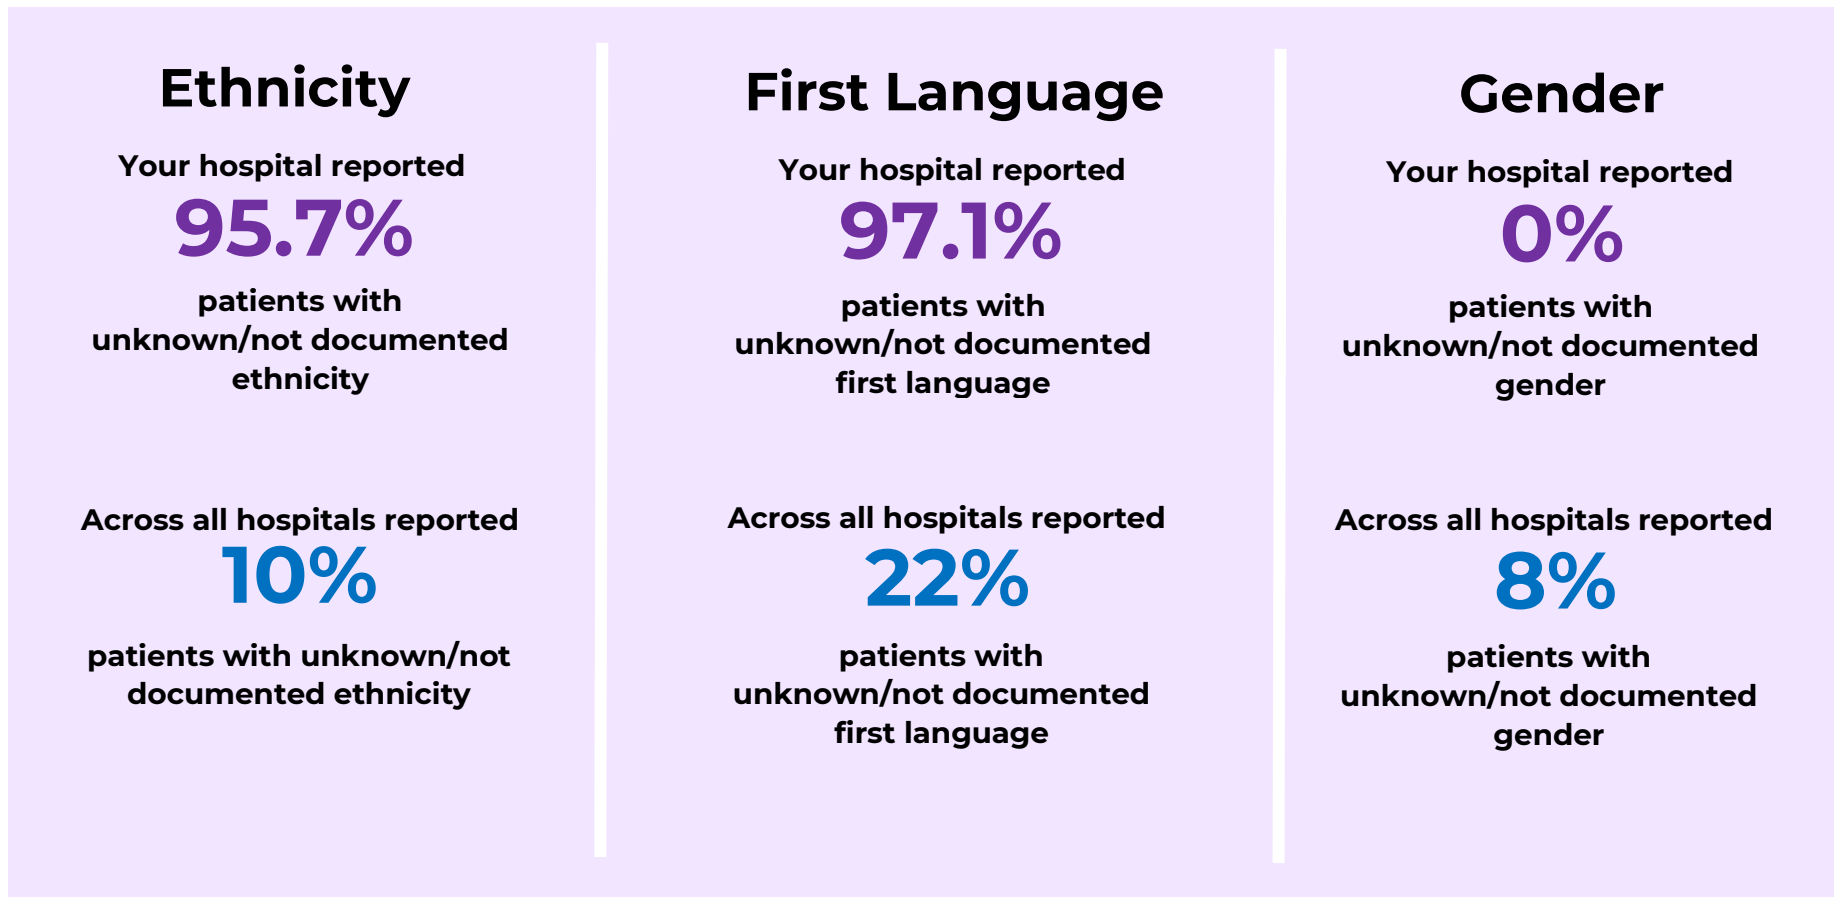 Ethnicity
Your hospital reported
95.7%
patients with
unknown/not documented
ethnicity
Across all hospitals reported
10%
patients with unknown/not
documented ethnicity
First Language
Your hospital reported
97.1%
patients with
unknown/not documented
first language
Across all hospitals reported
22%
patients with
unknown/not documented
first language
Gender
Your hospital reported
0%
patients with
unknown/not documented
gender
Across all hospitals reported
8%
patients with
unknown/not documented
gender